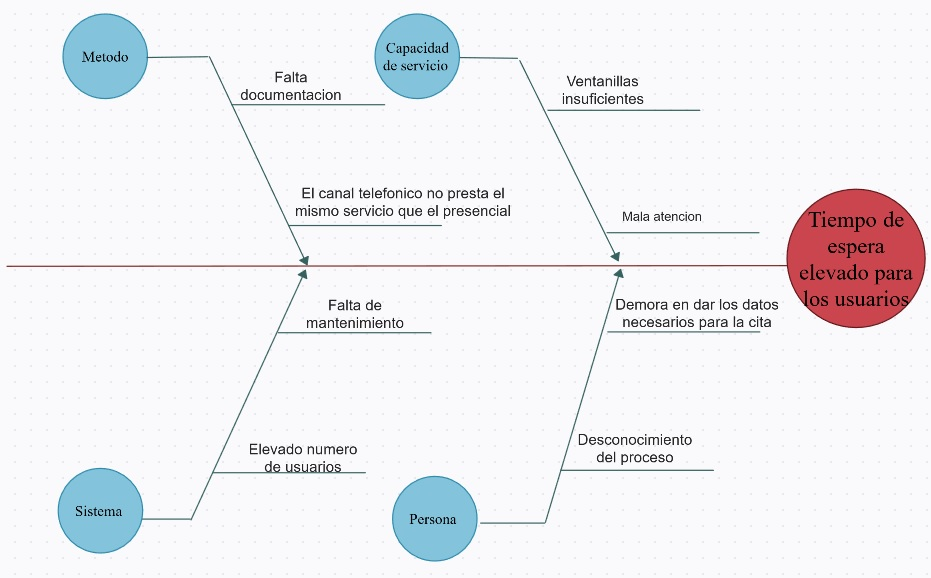 Metodo
Falta
documentacion
El canal telefonico no presta el
mismo servicio que el presencial
Capacidad
de servicio
Ventanillas
insuficientes
Mala atencion
Tiempo de
espera
elevado para
los usuarios
Falta de
mantenimiento
Elevado numero
de usuarios
Sistema
Demora en dar los datos
necesarios para la cita
Desconocimiento
del proceso
Persona